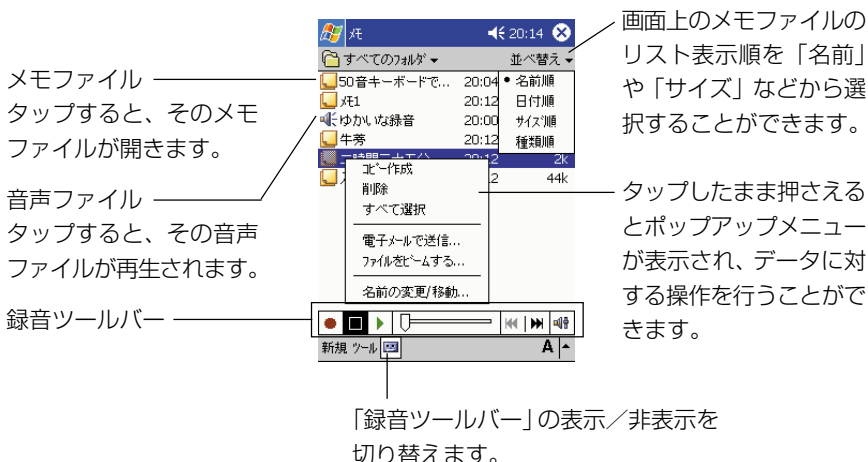 メモファイル
タップすると、そのメモ
ファイルが開きます。
音声ファイル
タップすると、その音声
ファイルが再生されます。
録音ツールバー
ﾒﾓ 20:14
すべてのﾌｫﾙﾀﾞ 並べ替え
50音キーボードで... 20:04
ﾒﾓ1 20:12
ゆかいな録音 20:00
牛蒡 20:12
20:12 2k
44k
名前順
日付順
ｻｲｽﾞ順
種類順
ｺﾋﾟｰ作成
削除
すべて選択
電子ﾒｰﾙで送信...
ﾌｧｲﾙをﾋﾞｰﾑする...
名前の変更/移動...
新規 ﾂｰﾙ A
画面上のメモファイルの
リスト表示順を「名前」
や「サイズ」などから選
択することができます。
タップしたまま押さえる
とポップアップメニュー
が表示され、データに対
する操作を行うことがで
きます。
「録音ツールバー」の表示／非表示を
切り替えます。